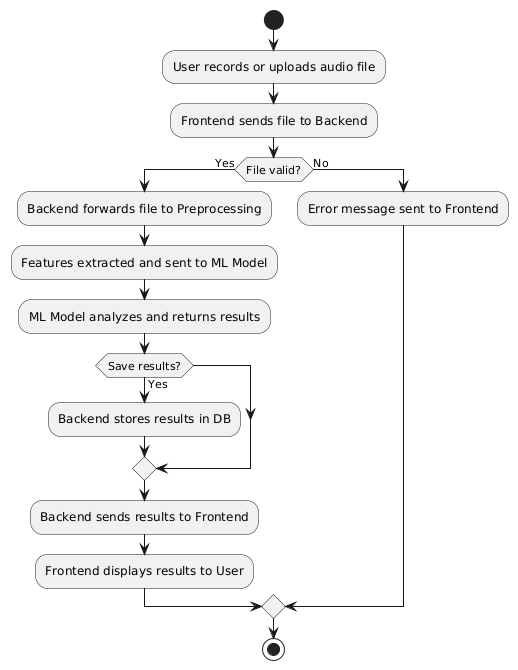 User records or uploads audio file
Frontend sends file to Backend
Yes
File valid?
No
Backend forwards file to Preprocessing
Error message sent to Frontend
Features extracted and sent to ML Model
ML Model analyzes and returns results
Save results?
Yes
Backend stores results in DB
Backend sends results to Frontend
Frontend displays results to User